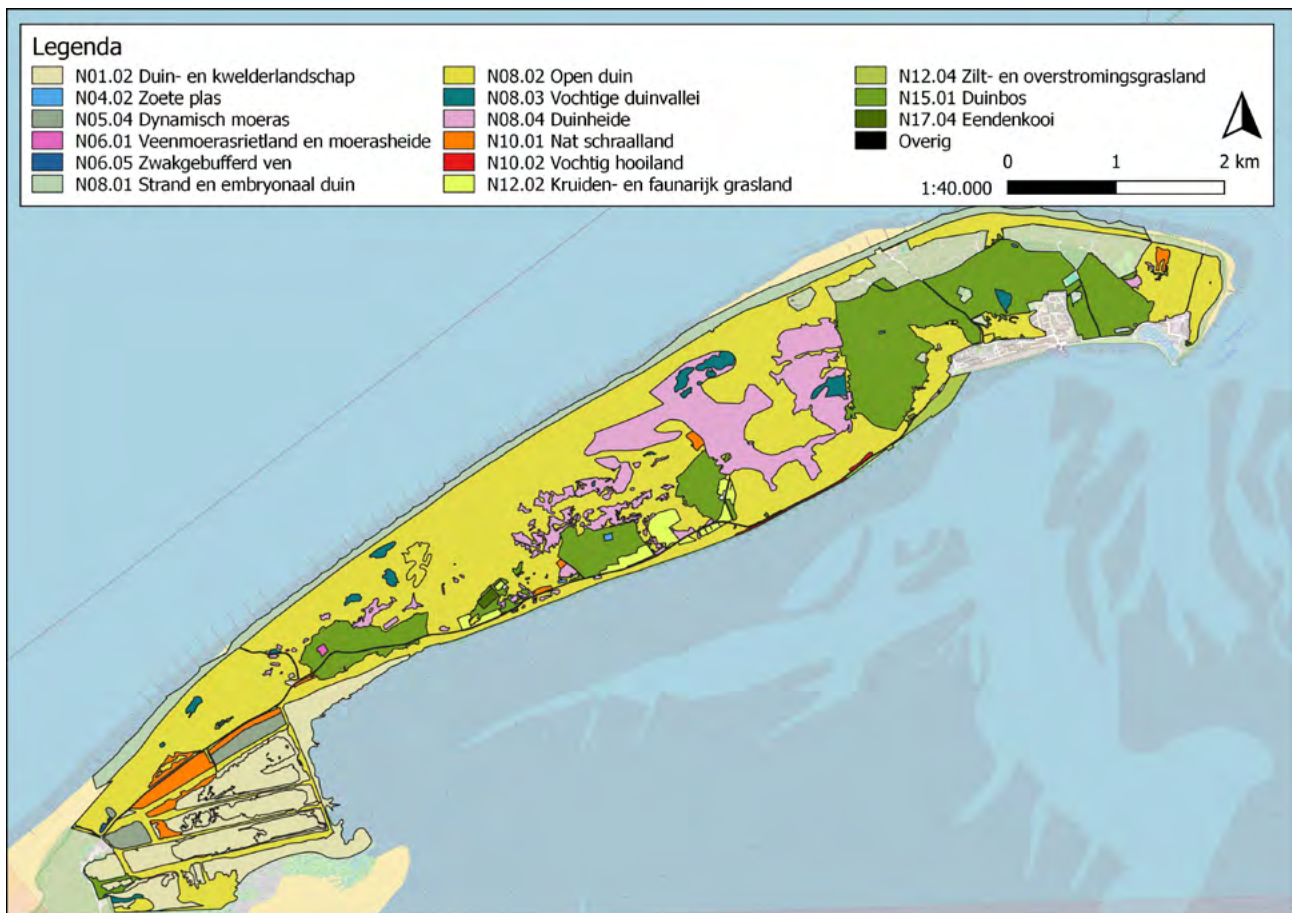 Legenda
N01.02 Duin- en kwelderlandschap
N04.02 Zoete plas
N05.04 Dynamisch moeras
N06.01 Veenmoerasrietland en moerasheide
N06.05 Zwakgebufferd ven
N08.01 Strand en embryonaal duin
N08.02 Open duin
N08.03 Vochtige duinvallei
N08.04 Duinheide
N10.01 Nat schraalland
N10.02 Vochtig hooiland
N12.02 Kruiden- en faunarijk grasland
N12.04 Zilt- en overstromingsgrasland
N15.01 Duinbos
N17.04 Eendenkooi
Overig
0 1 2 km
1:40.000